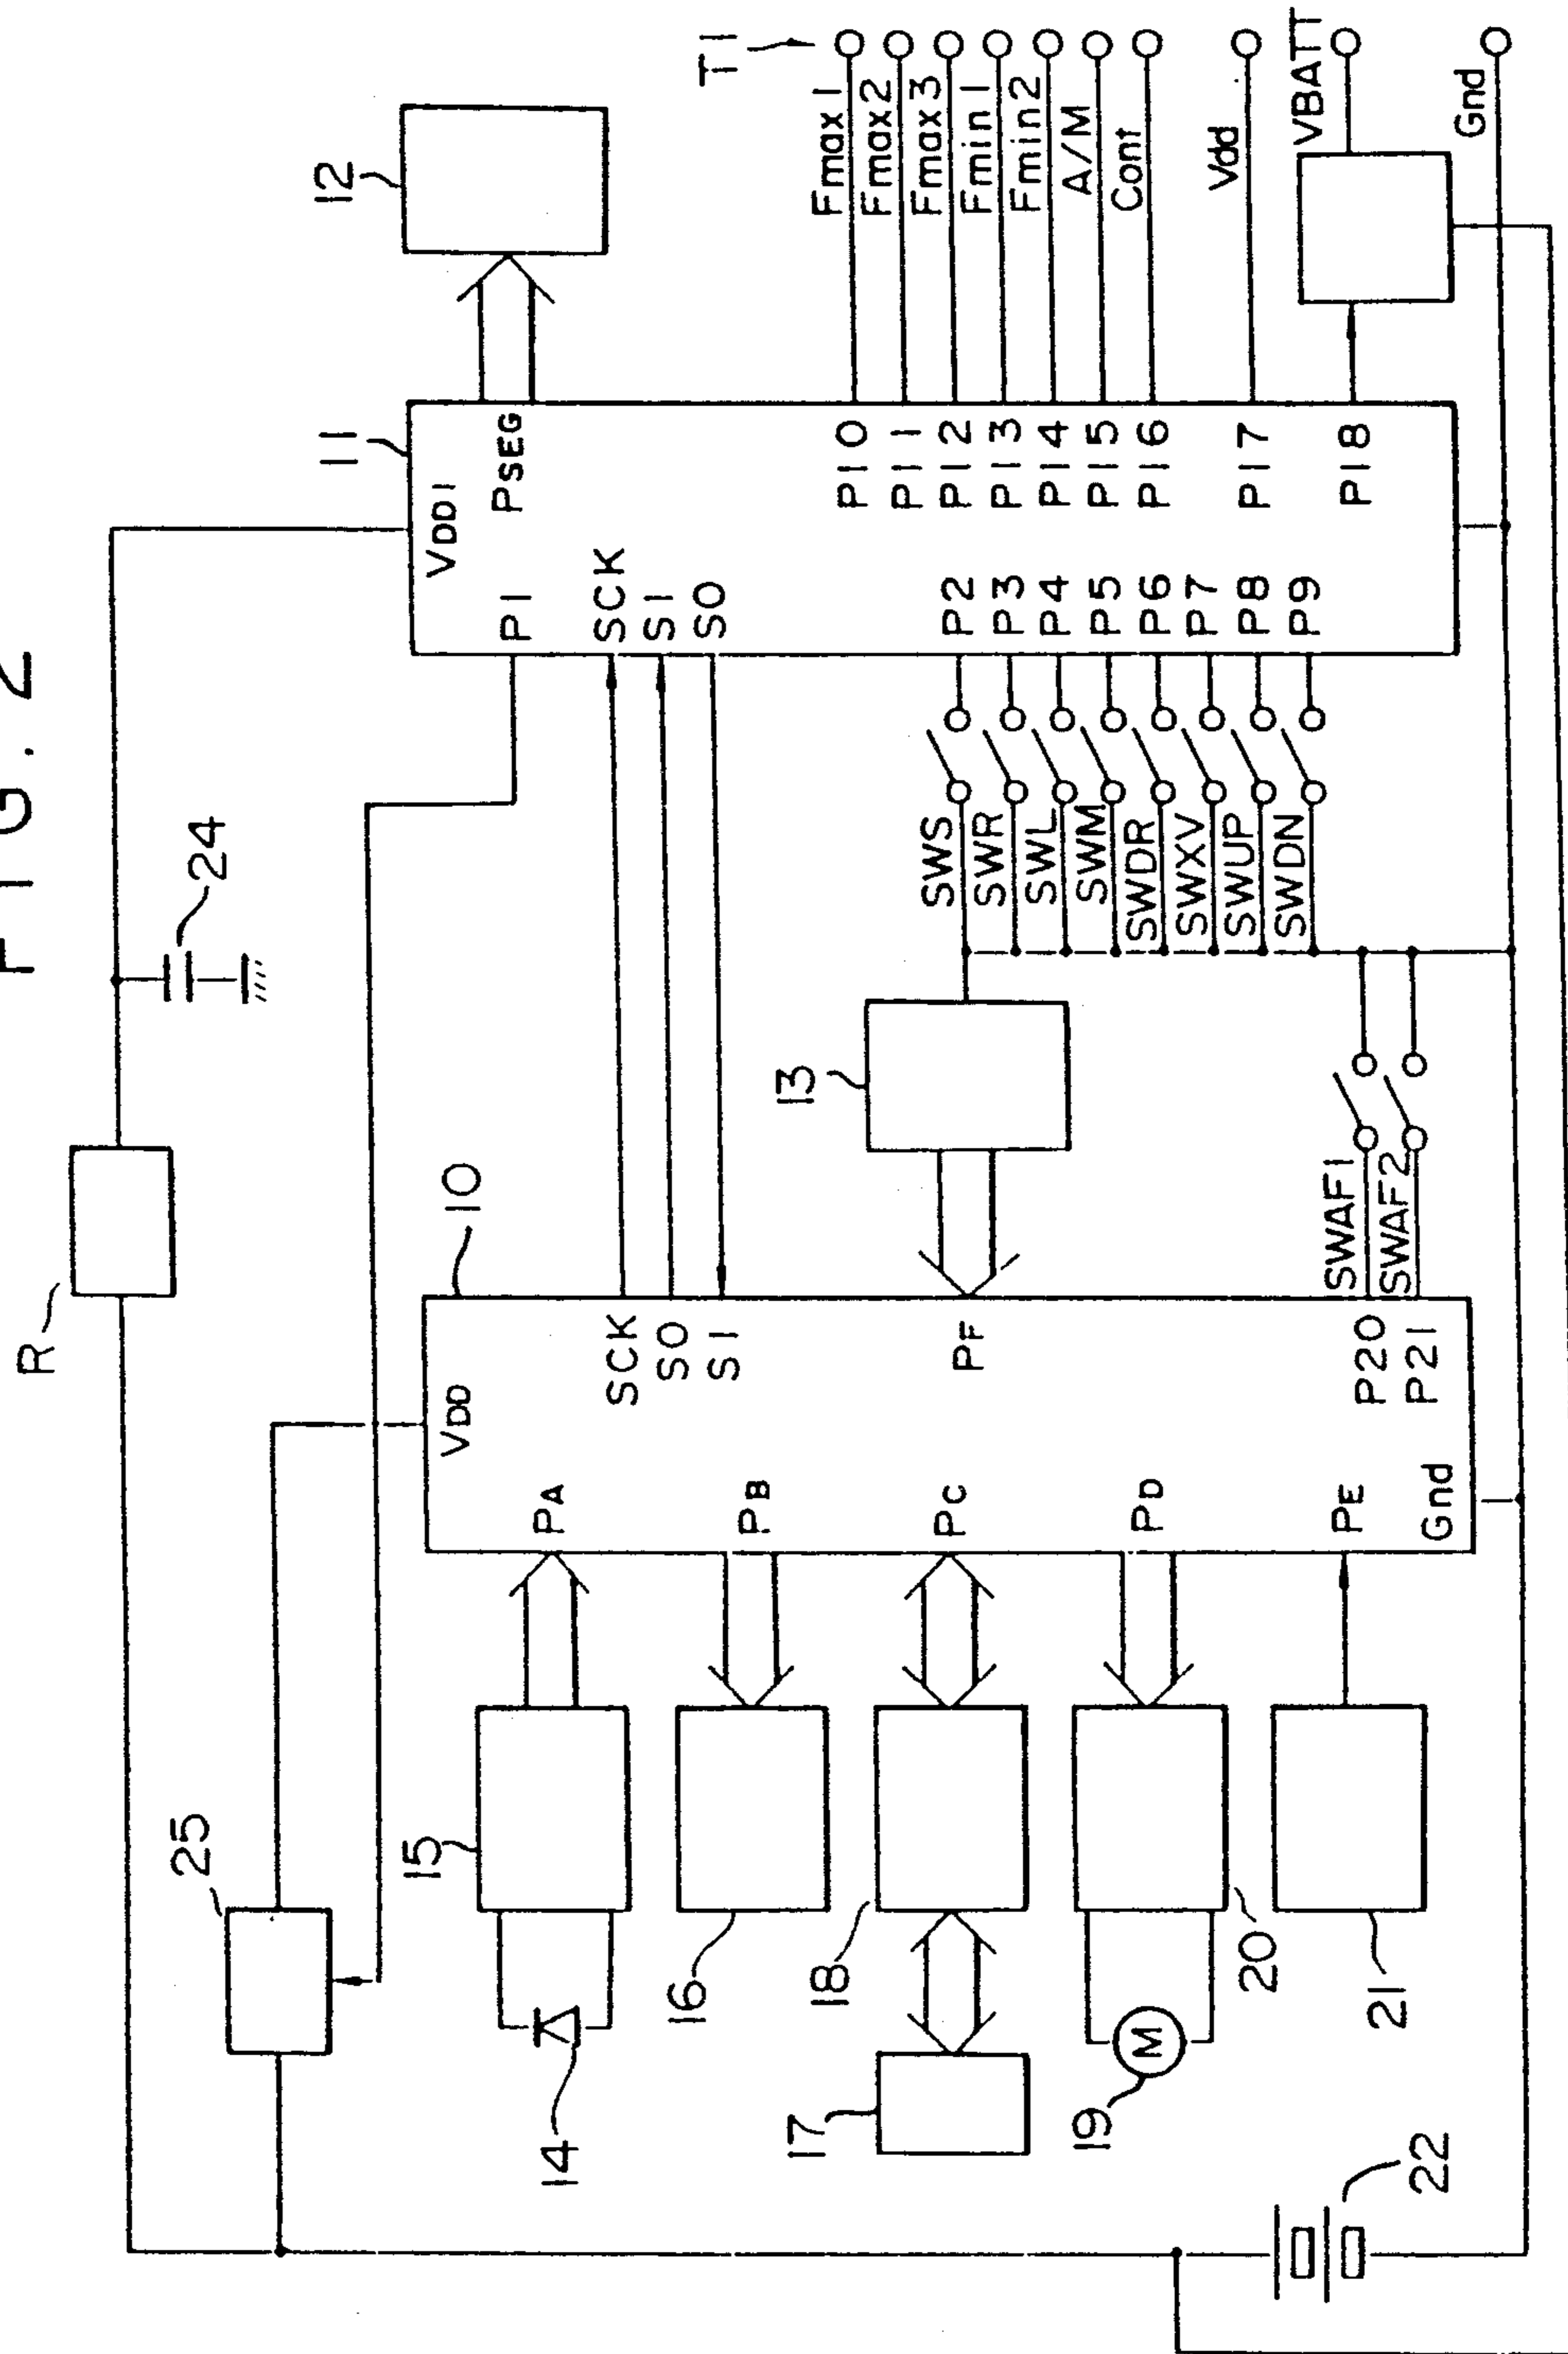 FIG. 2
R
24
25
11
12
T1
VDD1
P1
PSEG
SCK
SI
SO
P10
P11
P12
P13
P14
P15
P16
P17
P18
P2
P3
P4
P5
P6
P7
P8
P9
Fmax1
Fmax2
Fmax3
Fmin1
Fmin2
A/M
Cont
Vdd
VBATT
Gnd
SWS
SWR
SWL
SWM
SWDR
SWXV
SWUP
SWDN
13
10
VDD
SCK
SO
SI
PF
P20
P21
SWAF1
SWAF2
PA
PB
PC
PD
PE
Gnd
15
14
16
18
17
20
19
M
21
22